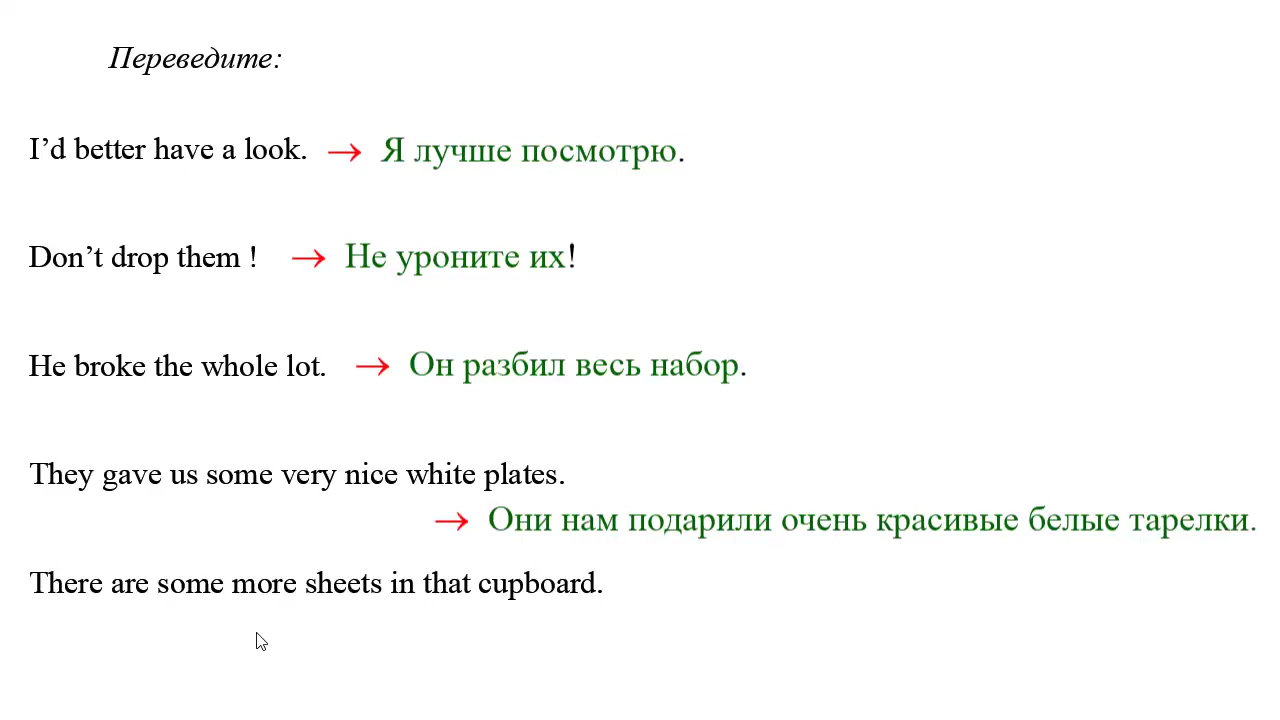 Переведите:
I’d better have a look. → Я лучше посмотрю.
Don’t drop them ! → Не уроните их!
He broke the whole lot. → Он разбил весь набор.
They gave us some very nice white plates.
→ Они нам подарили очень красивые белые тарелки.
There are some more sheets in that cupboard.